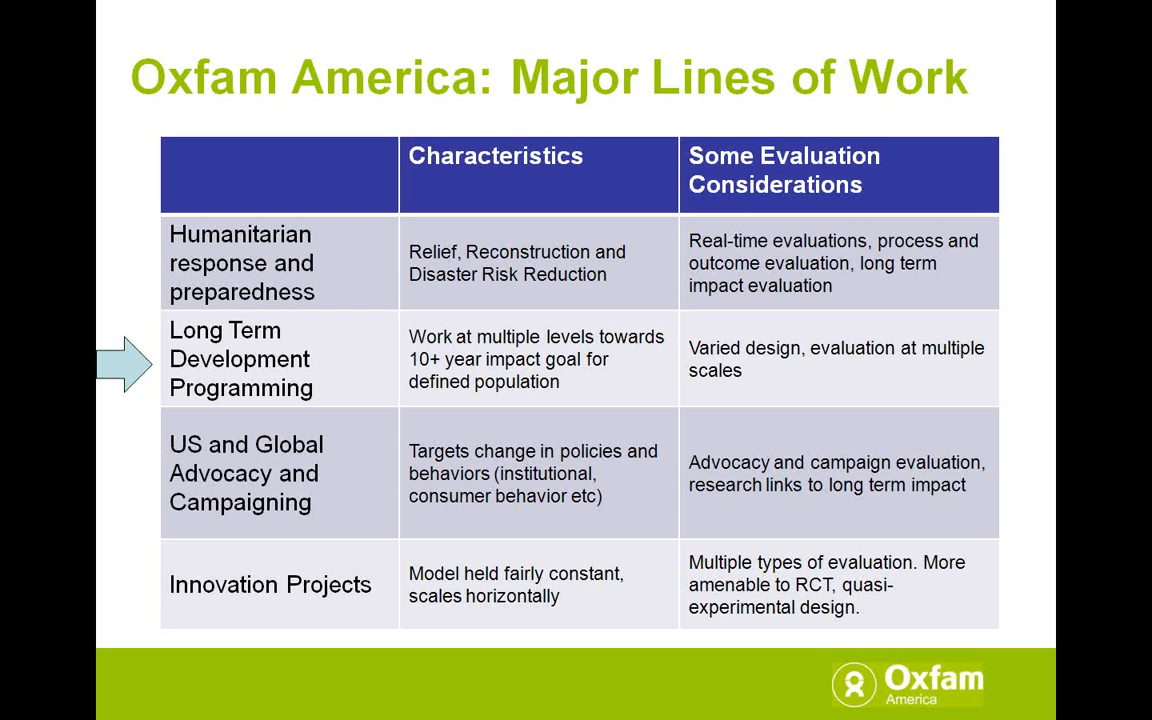 Oxfam America: Major Lines of Work
Characteristics
Some Evaluation
Considerations
Humanitarian
response and
preparedness
Relief, Reconstruction and
Disaster Risk Reduction
Real-time evaluations, process and
outcome evaluation, long term
impact evaluation
Long Term
Development
Programming
Work at multiple levels towards
10+ year impact goal for
defined population
Varied design, evaluation at multiple
scales
US and Global
Advocacy and
Campaigning
Targets change in policies and
behaviors (institutional,
consumer behavior etc)
Advocacy and campaign evaluation,
research links to long term impact
Innovation Projects
Model held fairly constant,
scales horizontally
Multiple types of evaluation. More
amenable to RCT, quasi-
experimental design.
Oxfam
America